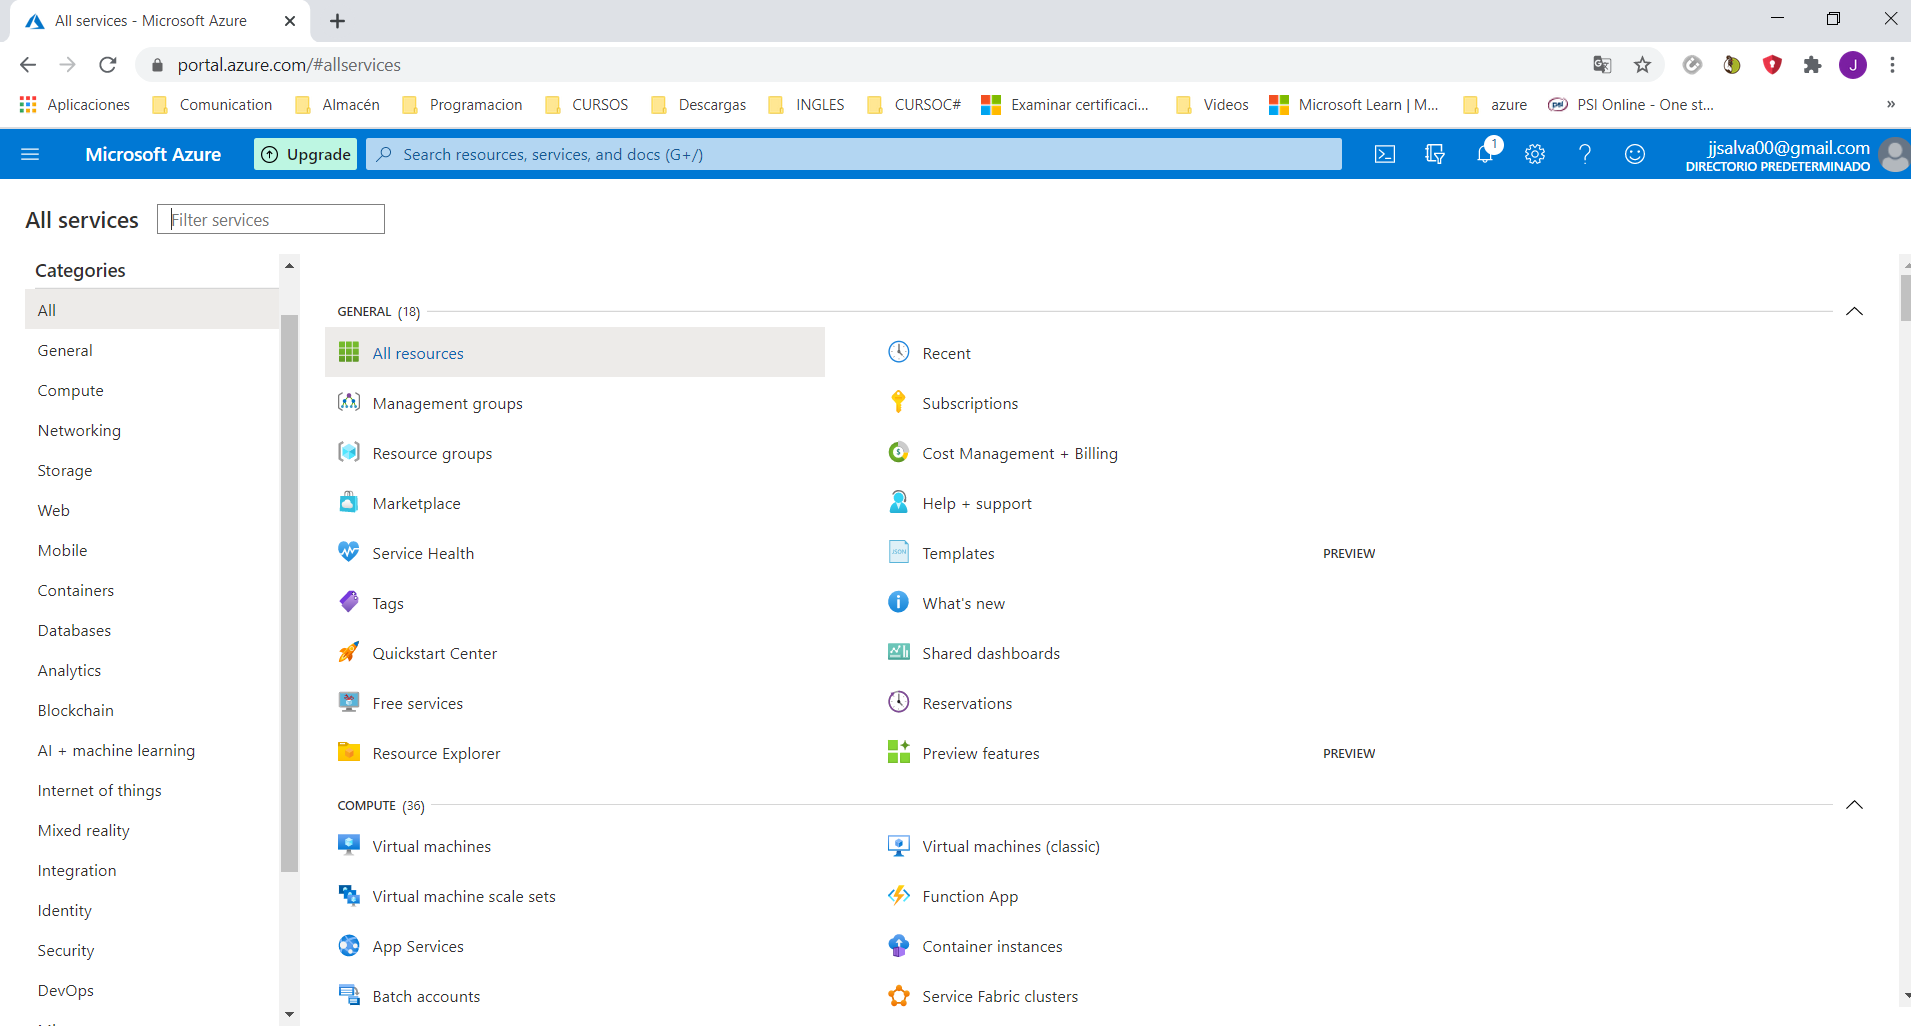 All services - Microsoft Azure
portal.azure.com/#allservices
J
Aplicaciones Comunication Almacén Programacion CURSOS Descargas INGLES CURSOC# Examinar certificaci... Videos Microsoft Learn | M... azure psi PSI Online - One st... »
Microsoft Azure Upgrade Search resources, services, and docs (G+/) 1 jjsalva00@gmail.com
DIRECTORIO PREDETERMINADO
All services Filter services
Categories
All
General
Compute
Networking
Storage
Web
Mobile
Containers
Databases
Analytics
Blockchain
AI + machine learning
Internet of things
Mixed reality
Integration
Identity
Security
DevOps
GENERAL (18)
All resources Recent
Management groups Subscriptions
Resource groups Cost Management + Billing
Marketplace Help + support
Service Health JSON Templates PREVIEW
Tags What's new
Quickstart Center Shared dashboards
Free services Reservations
Resource Explorer Preview features PREVIEW
COMPUTE (36)
Virtual machines Virtual machines (classic)
Virtual machine scale sets Function App
App Services Container instances
Batch accounts Service Fabric clusters